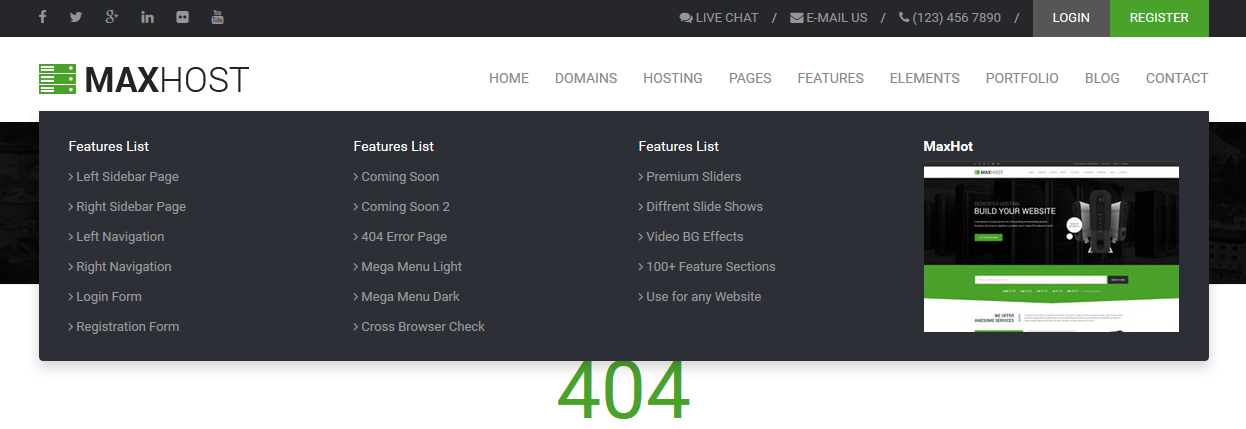 LIVE CHAT / E-MAIL US / (123) 456 7890 / LOGIN REGISTER
MAXHOST
HOME DOMAINS HOSTING PAGES FEATURES ELEMENTS PORTFOLIO BLOG CONTACT
Features List
Left Sidebar Page
Right Sidebar Page
Left Navigation
Right Navigation
Login Form
Registration Form
Features List
Coming Soon
Coming Soon 2
404 Error Page
Mega Menu Light
Mega Menu Dark
Cross Browser Check
Features List
Premium Sliders
Diffrent Slide Shows
Video BG Effects
100+ Feature Sections
Use for any Website
MaxHot
MAXHOST
DEDICATED HOSTING
BUILD YOUR WEBSITE
WE OFFER
AWESOME SERVICES
404